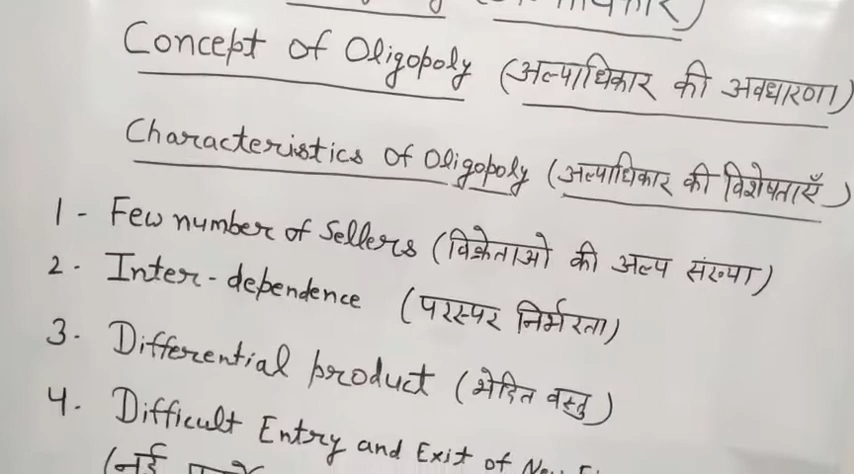 Concept of Oligopoly (अल्पाधिकार की अवधारणा)
Characteristics of Oligopoly (अल्पाधिकार की विशेषताएँ)
1 - Few number of Sellers (विक्रेताओ की अल्प संख्या)
2. Inter-dependence (परस्पर निर्भरता)
3. Differential product (भेदित वस्तु)
4. Difficult Entry and Exit of
(नई